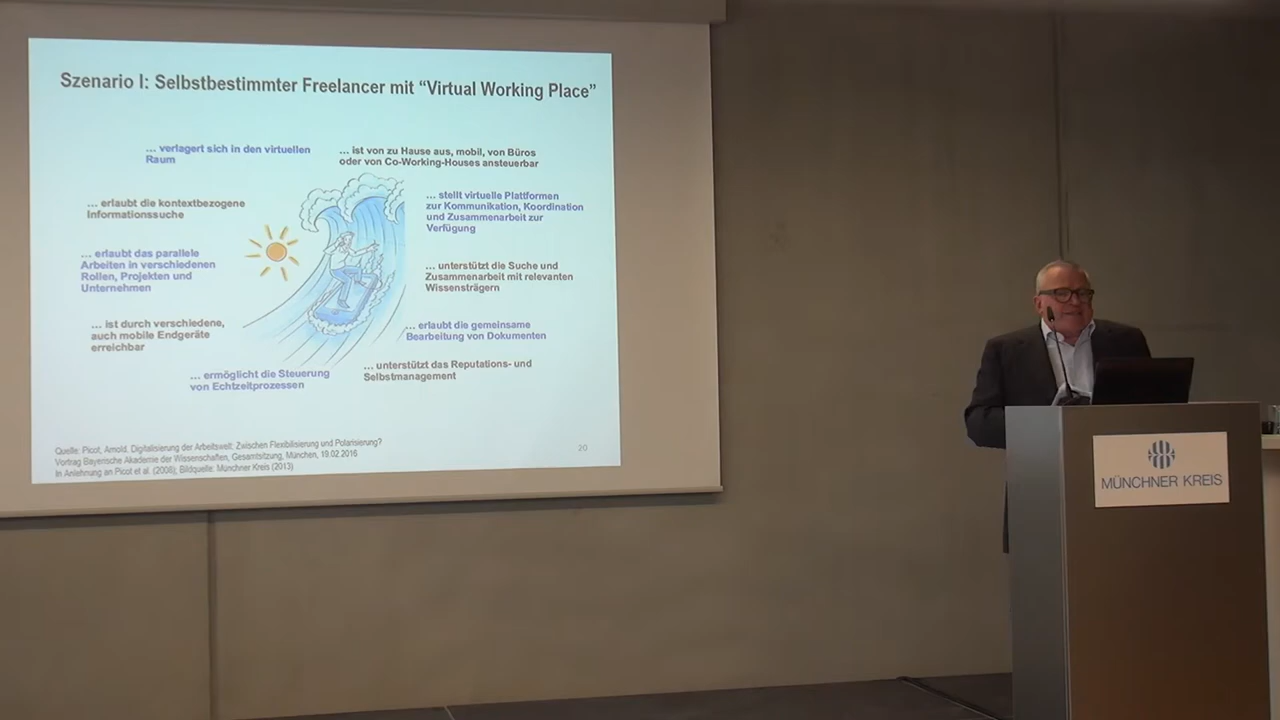 Szenario I: Selbstbestimmter Freelancer mit “Virtual Working Place”
... verlagert sich in den virtuellen
Raum
... ist von zu Hause aus, mobil, von Büros
oder von Co-Working-Houses ansteuerbar
... erlaubt die kontextbezogene
Informationssuche
... stellt virtuelle Plattformen
zur Kommunikation, Koordination
und Zusammenarbeit zur
Verfügung
... erlaubt das parallele
Arbeiten in verschiedenen
Rollen, Projekten und
Unternehmen
... unterstützt die Suche und
Zusammenarbeit mit relevanten
Wissensträgern
... ist durch verschiedene,
auch mobile Endgeräte
erreichbar
... erlaubt die gemeinsame
Bearbeitung von Dokumenten
... ermöglicht die Steuerung
von Echtzeitprozessen
... unterstützt das Reputations- und
Selbstmanagement
Quelle: Picot, Arnold. Digitalisierung der Arbeitswelt: Zwischen Flexibilisierung und Polarisierung?
Vortrag Bayerische Akademie der Wissenschaften, Gesamtsitzung, München, 19.02.2016
In Anlehnung an Picot et al. (2008); Bildquelle: Münchner Kreis (2013)
20
MÜNCHNER KREIS